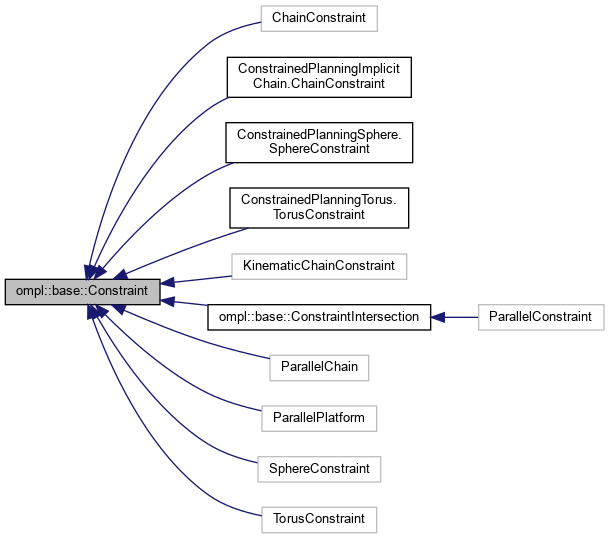 ChainConstraint
ConstrainedPlanningImplicit
Chain.ChainConstraint
ConstrainedPlanningSphere.
SphereConstraint
ConstrainedPlanningTorus.
TorusConstraint
KinematicChainConstraint
ompl::base::Constraint
ompl::base::ConstraintIntersection
ParallelConstraint
ParallelChain
ParallelPlatform
SphereConstraint
TorusConstraint